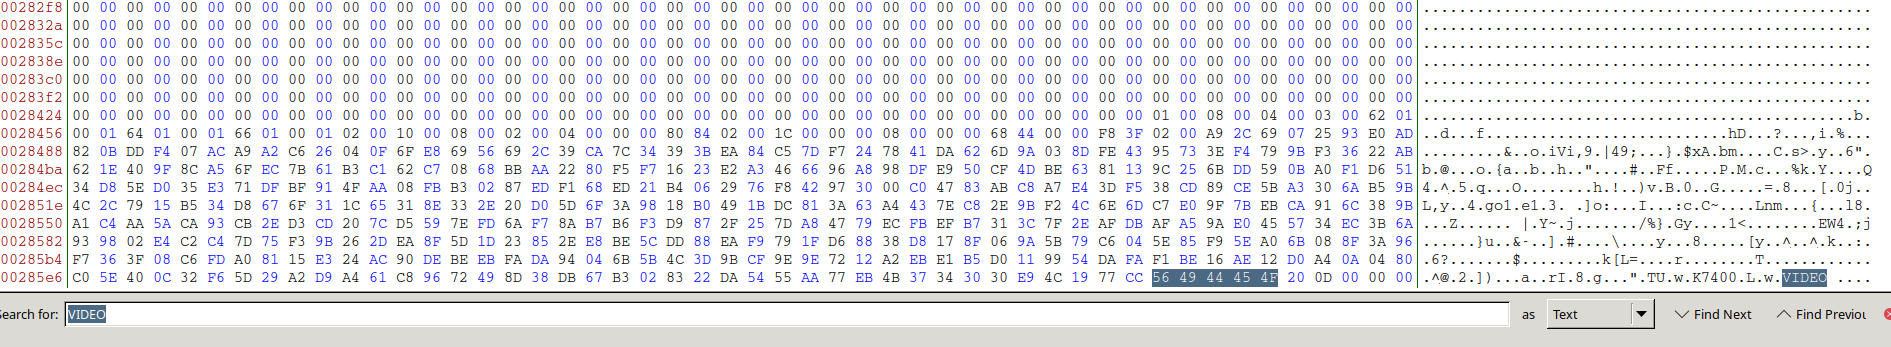 00282f8 00 00 00 00 00 00 00 00 00 00 00 00 00 00 00 00 00 00 00 00 00 00 00 00 00 00 00 00 00 00 00 00 00 00 00 00 00 00 00 00 00 00 00 00 00 00 00 00 00 00 ..................................................
002832a 00 00 00 00 00 00 00 00 00 00 00 00 00 00 00 00 00 00 00 00 00 00 00 00 00 00 00 00 00 00 00 00 00 00 00 00 00 00 00 00 00 00 00 00 00 00 00 00 00 00 ..................................................
002835c 00 00 00 00 00 00 00 00 00 00 00 00 00 00 00 00 00 00 00 00 00 00 00 00 00 00 00 00 00 00 00 00 00 00 00 00 00 00 00 00 00 00 00 00 00 00 00 00 00 00 ..................................................
002838e 00 00 00 00 00 00 00 00 00 00 00 00 00 00 00 00 00 00 00 00 00 00 00 00 00 00 00 00 00 00 00 00 00 00 00 00 00 00 00 00 00 00 00 00 00 00 00 00 00 00 ..................................................
00283c0 00 00 00 00 00 00 00 00 00 00 00 00 00 00 00 00 00 00 00 00 00 00 00 00 00 00 00 00 00 00 00 00 00 00 00 00 00 00 00 00 00 00 00 00 00 00 00 00 00 00 ..................................................
00283f2 00 00 00 00 00 00 00 00 00 00 00 00 00 00 00 00 00 00 00 00 00 00 00 00 00 00 00 00 00 00 00 00 00 00 00 00 00 00 00 00 00 00 00 00 00 00 00 00 00 00 ..................................................
0028424 00 00 00 00 00 00 00 00 00 00 00 00 00 00 00 00 00 00 00 00 00 00 00 00 00 00 00 00 00 00 00 00 00 00 00 00 00 00 00 00 01 00 08 00 04 00 03 00 62 01 ................................................b.
0028456 00 01 64 01 00 01 66 01 00 01 02 00 10 00 08 00 02 00 04 00 00 00 80 84 02 00 1C 00 00 00 08 00 00 00 68 44 00 00 F8 3F 02 00 A9 2C 69 07 25 93 E0 AD ..d...f...........................hD...?...,i.%...
0028488 82 0B DD F4 07 AC A9 A2 C6 26 04 0F 6F E8 69 56 69 2C 39 CA 7C 34 39 3B EA 84 C5 7D F7 24 78 41 DA 62 6D 9A 03 8D FE 43 95 73 3E F4 79 9B F3 36 22 AB .........&..o.iVi,9.|49;...}.$xA.bm....C.s>.y..6".
00284ba 62 1E 40 9F 8C A5 6F EC 7B 61 B3 C1 62 C7 08 68 BB AA 22 80 F5 F7 16 23 E2 A3 46 66 96 A8 9B DF E9 50 CF 4D BE 63 81 13 9C 25 6B DD 59 0B A0 F1 D6 51 b.@...o.{a..b..h.."....#..Ff.....P.M.c...%k.Y....Q
00284ec 34 D8 5E D0 35 E3 71 DF BF 91 4F AA 08 FB B3 02 87 ED F1 68 ED 21 B4 06 29 76 F8 42 97 30 00 C0 47 83 AB C8 A7 E4 3D F5 38 CD 89 CE 5B A3 30 6A B5 9B 4.^.5.q...O........h.!..)v.B.0..G.....=.8...[.0j..
002851e 4C 2C 79 15 B5 34 D8 67 6F 31 1C 65 31 8E 33 2E 20 D0 5D 6F 3A 98 18 B0 49 1B DC 81 3A 63 A4 43 7E C8 2E 9B F2 4C 6E 6D C7 E0 9F 7B EB CA 91 6C 38 9B L,y..4.go1.e1.3. .]o:...I...:c.C~....Lnm...{...l8.
0028550 A1 C4 AA 5A CA 93 CB 2E D3 CD 20 7C D5 59 7E FD 6A F7 8A B7 B6 F3 D9 87 2F 25 7D 8A 47 79 EC FB EF B7 31 3C 7F 2E AF DB AF A5 9A E0 45 57 34 EC 3B 6A ...Z...... |.Y~.j......./%}.Gy....1<.......EW4.;j
0028582 93 98 02 E4 C2 C4 7D 75 F3 9B 26 2D EA 8F 5D 1D 23 85 2E E8 BE 5C DD 88 EA F9 79 1F D6 88 38 D8 17 8F 06 9A 5B 79 C6 04 5E 85 F9 5E A0 6B 08 8F 3A 96 ......}u..&-..].#....\....y...8.....[y..^..^.k..:.
00285b4 F7 36 3F 08 C6 FD A0 81 15 E3 24 AC 90 DE BE EB FA DA 94 04 6B 5B 4C 3D 9B CF 9E 9E 72 12 A2 EB E1 B5 D0 11 99 54 DA FA F1 BE 16 AE 12 D0 A4 0A 04 80 .6?.......$.........k[L=....r........T............
00285e6 C0 5E 40 0C 32 F6 5D 29 A2 D9 A4 61 C8 96 72 49 8D 38 DB 67 B3 02 83 22 DA 54 55 AA 77 EB 4B 37 34 30 30 E9 4C 19 77 CC 56 49 44 45 4F 20 0D 00 00 00 .^@.2.])...a..rI.8.g...".TU.w.K7400.L.w.VIDEO ....
Search for: VIDEO as Text Find Next Find Previou